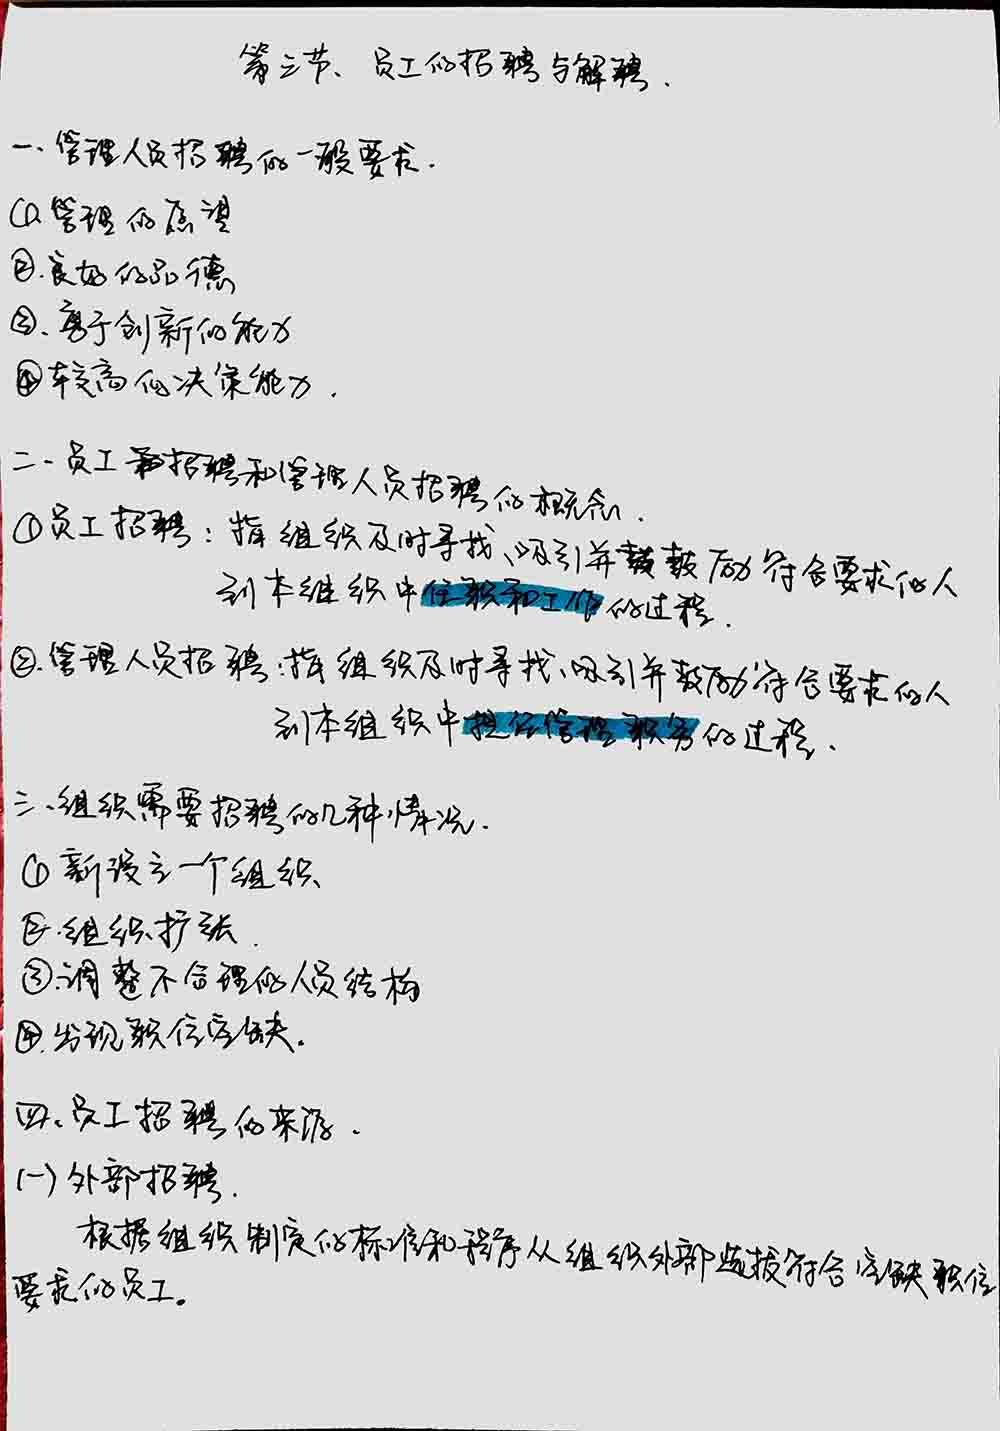 第三节、员工的招聘与解聘.
一、管理人员招聘的一般要求.
①.管理的愿望
②.良好的品德
③、勇于创新的能力
④较高的决策能力.
二、员工招聘和管理人员招聘的概念.
①员工招聘:指组织及时寻找、吸引并鼓励符合要求的人
到本组织中任职和工作的过程.
②.管理人员招聘:指组织及时寻找、吸引并鼓励符合要求的人
到本组织中担任管理职务的过程.
三、组织需要招聘的几种情况.
①新设立一个组织
②.组织扩张.
③.调整不合理的人员结构
④.出现职位空缺。
四、员工招聘的来源.
(一)外部招聘.
根据组织制定的标准和程序从组织外部选拔符合空缺职位
要求的员工。